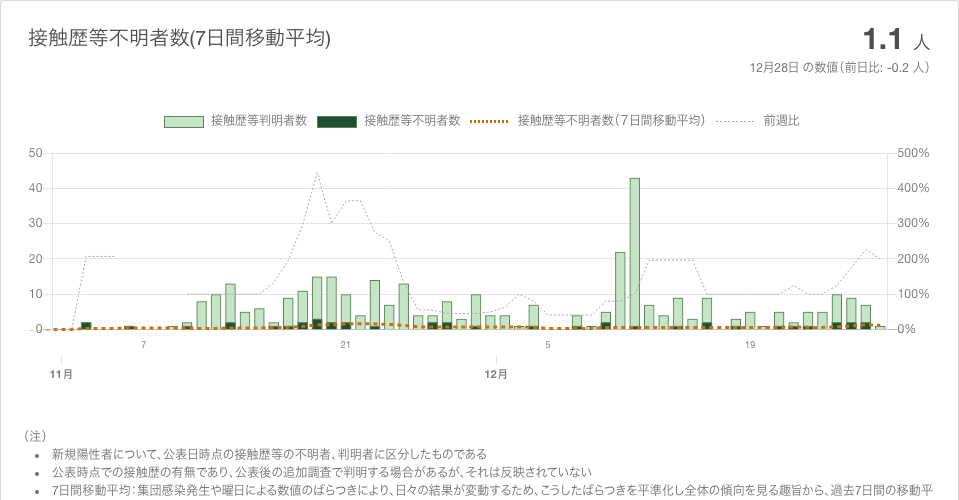 接触歴等不明者数(7日間移動平均)
1.1 人
12月28日 の数値（前日比: -0.2 人）
接触歴等判明者数 接触歴等不明者数 接触歴等不明者数（7日間移動平均） 前週比
50 500%
40 400%
30 300%
20 200%
10 100%
0 0%
7 21 5 19
11月 12月
（注）
• 新規陽性者について、公表日時点の接触歴等の不明者、判明者に区分したものである
• 公表時点での接触歴の有無であり、公表後の追加調査で判明する場合があるが、それは反映されていない
• 7日間移動平均：集団感染発生や曜日による数値のばらつきにより、日々の結果が変動するため、こうしたばらつきを平準化し全体の傾向を見る趣旨から、過去7日間の移動平